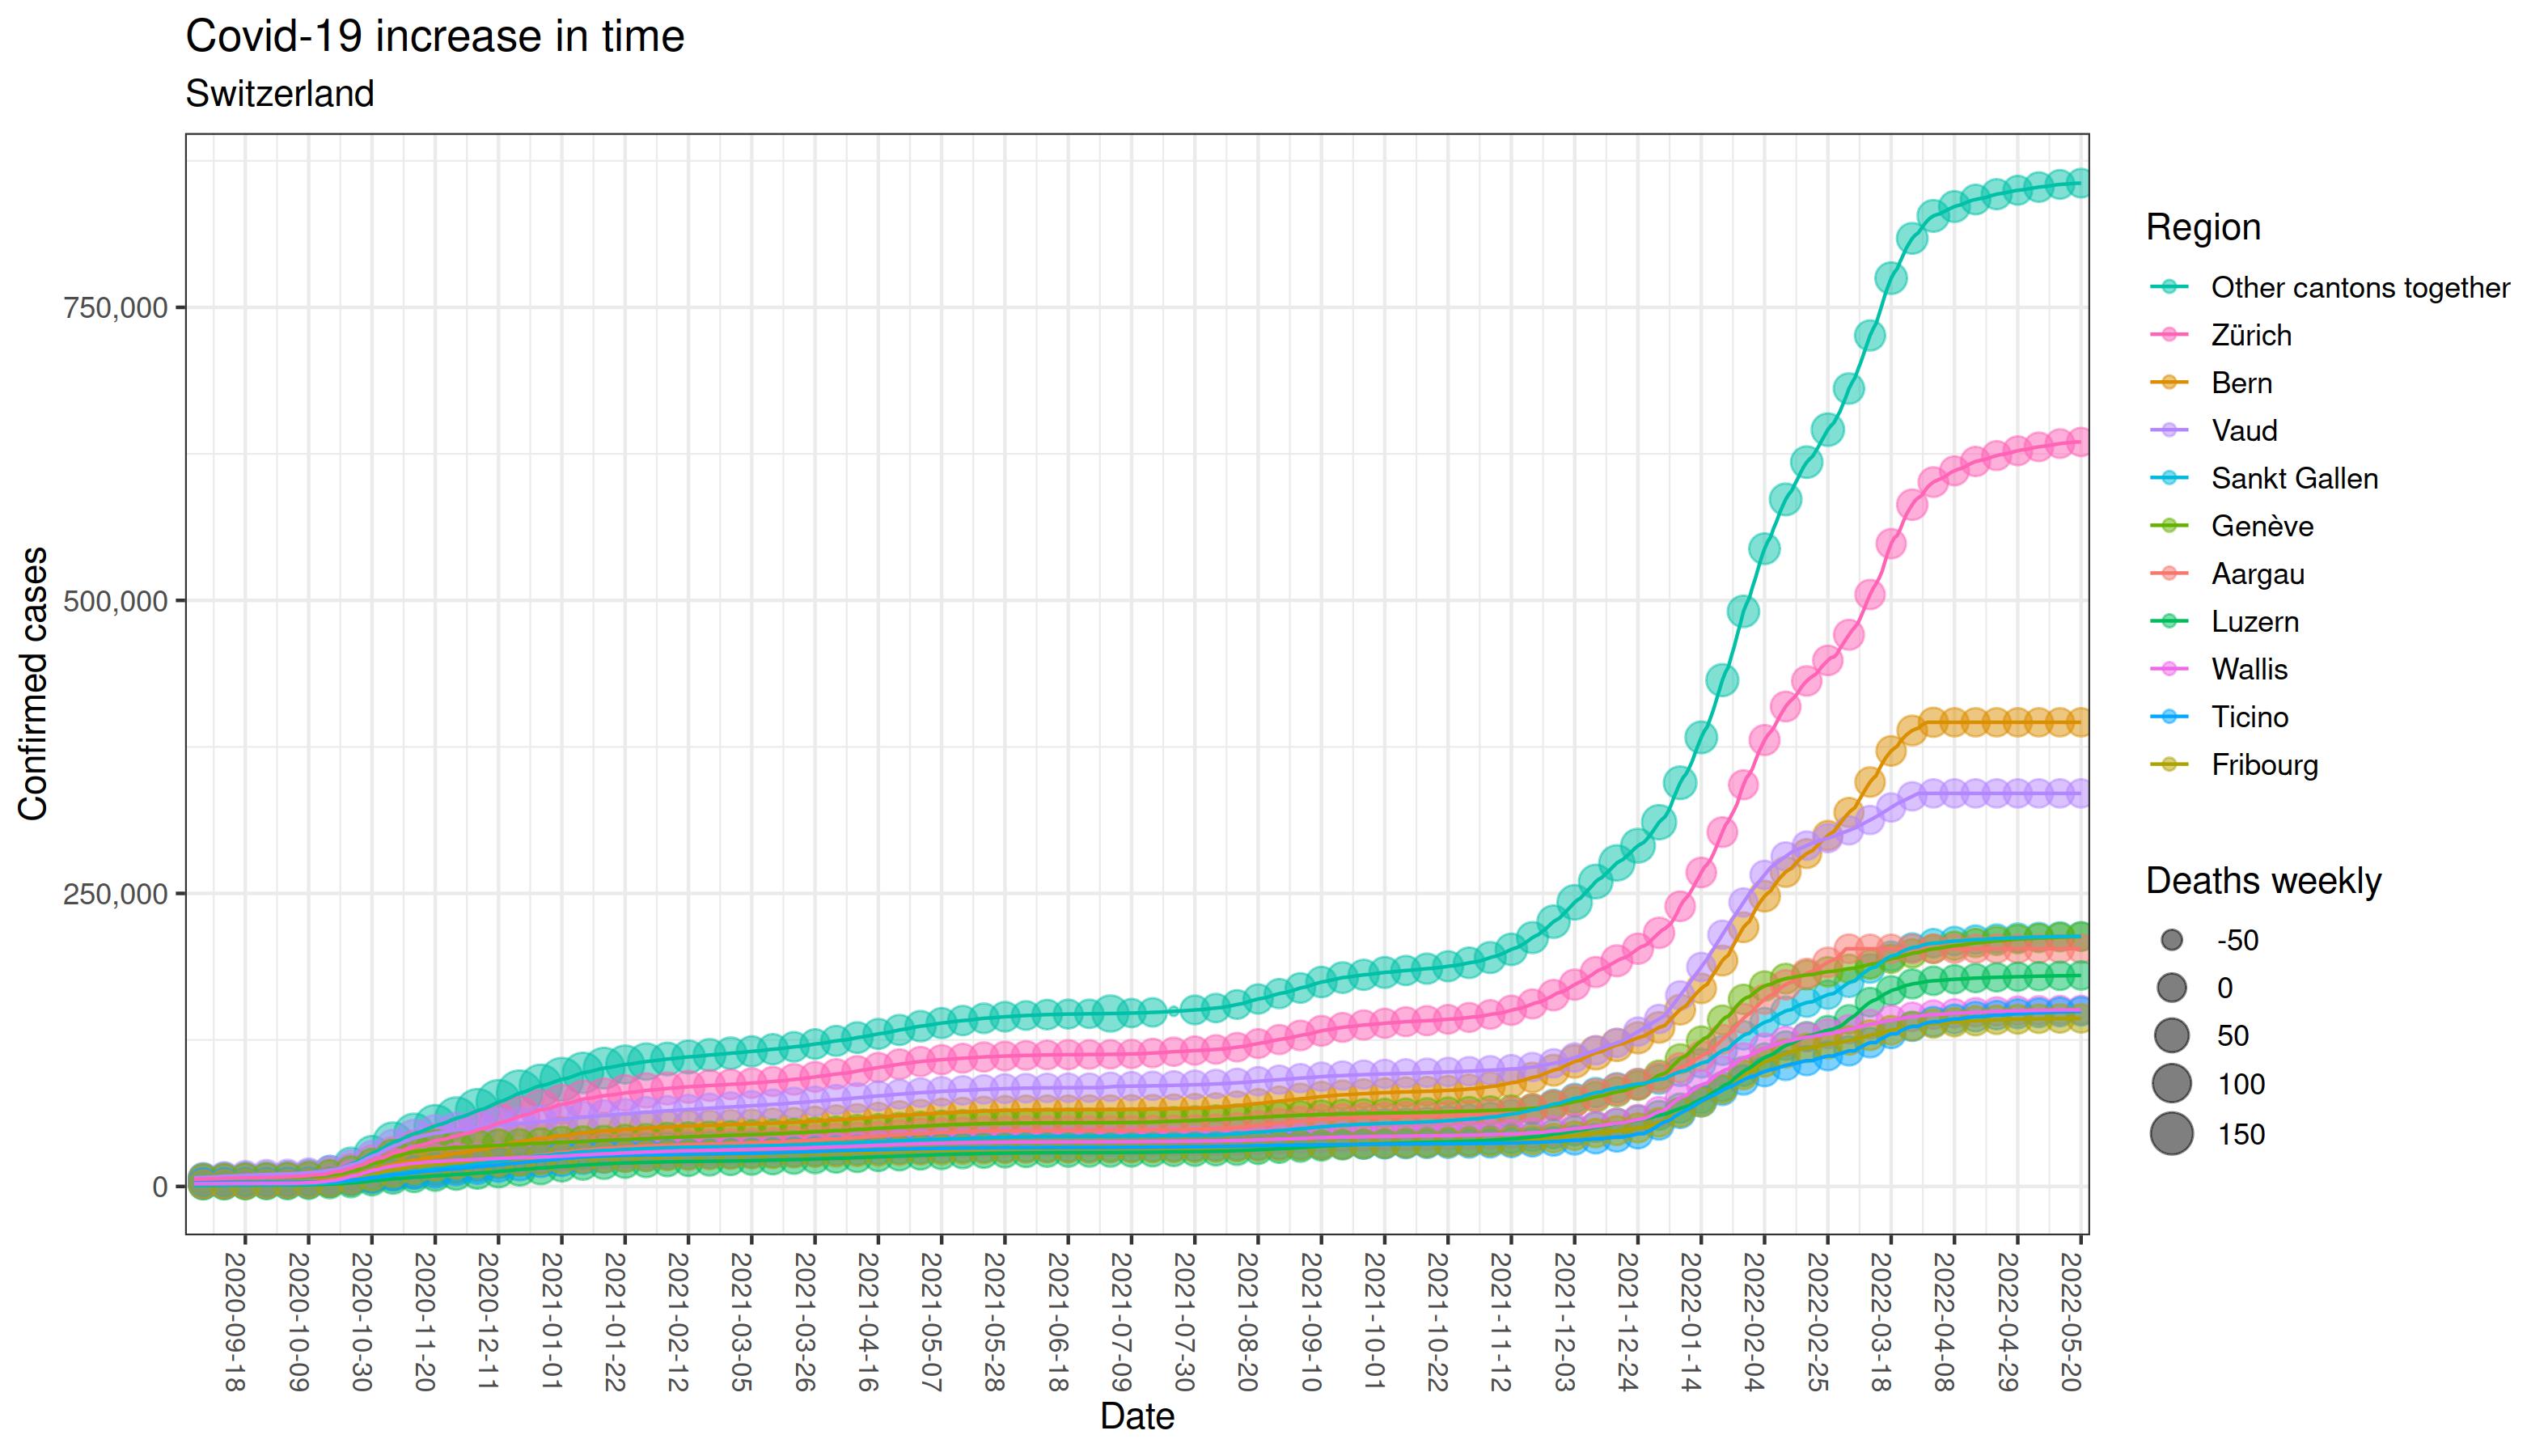 Covid-19 increase in time
Switzerland
Confirmed cases
750,000
500,000
250,000
0
2020-09-18
2020-10-09
2020-10-30
2020-11-20
2020-12-11
2021-01-01
2021-01-22
2021-02-12
2021-03-05
2021-03-26
2021-04-16
2021-05-07
2021-05-28
2021-06-18
2021-07-09
2021-07-30
2021-08-20
2021-09-10
2021-10-01
2021-10-22
2021-11-12
2021-12-03
2021-12-24
2022-01-14
2022-02-04
2022-02-25
2022-03-18
2022-04-08
2022-04-29
2022-05-20
Date
Region
Other cantons together
Zürich
Bern
Vaud
Sankt Gallen
Genève
Aargau
Luzern
Wallis
Ticino
Fribourg
Deaths weekly
-50
0
50
100
150